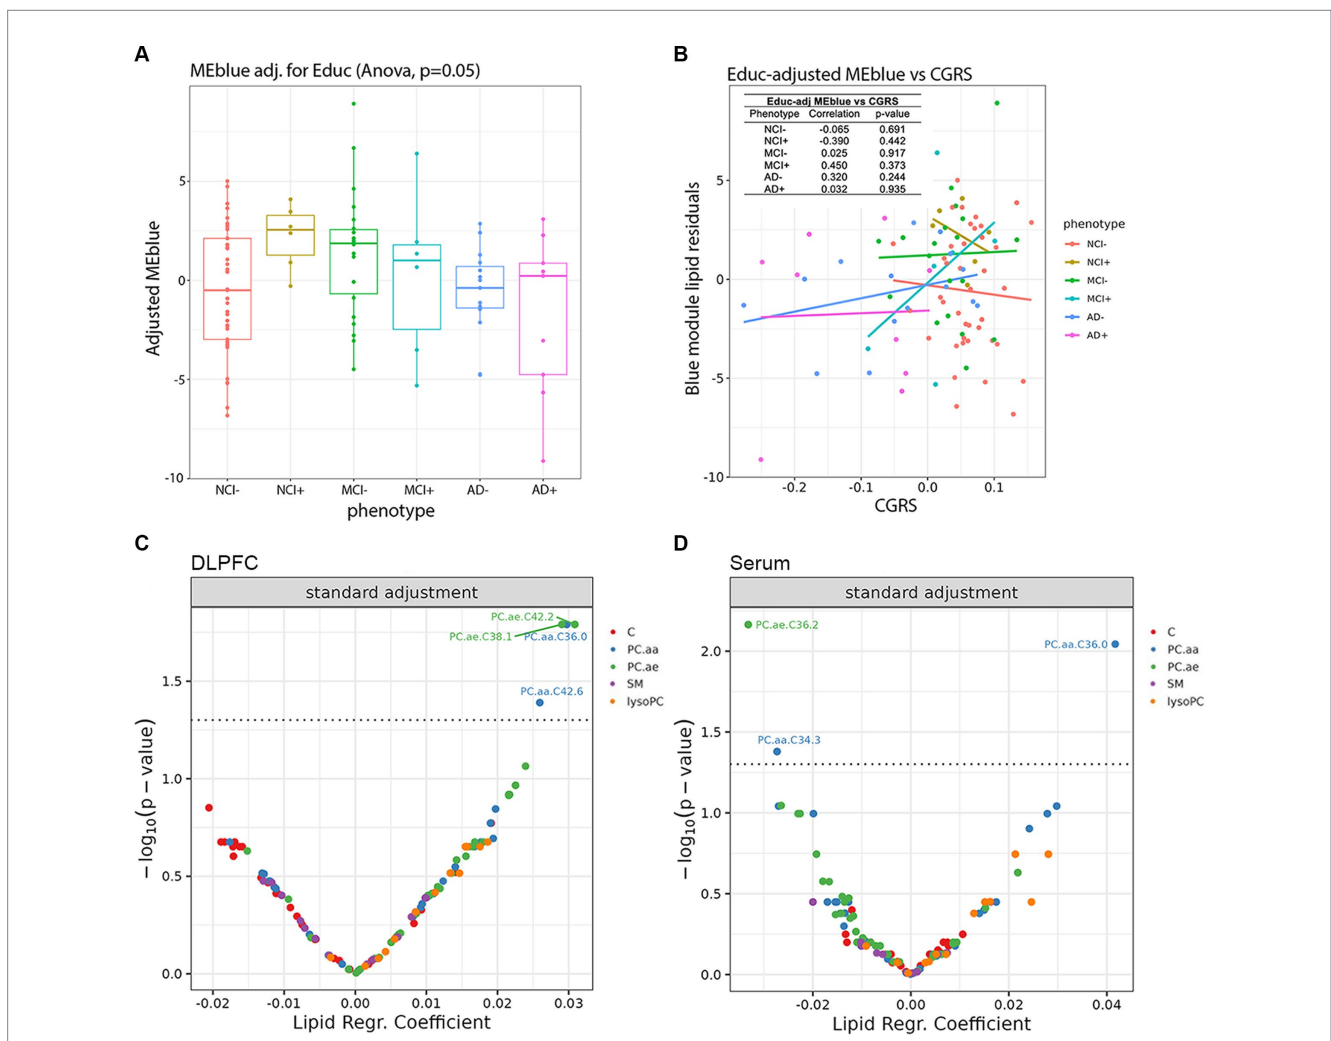 A
MEblue adj. for Educ (Anova, p=0.05)
Adjusted MEblue
5
0
-5
-10
NCI- NCI+ MCI- MCI+ AD- AD+
phenotype
B
Educ-adjusted MEblue vs CGRS
Educ-adj MEblue vs CGRS
Phenotype Correlation p-value
NCI- -0.065 0.691
NCI+ -0.390 0.442
MCI- 0.025 0.917
MCI+ 0.450 0.373
AD- 0.320 0.244
AD+ 0.032 0.935
Blue module lipid residuals
5
0
-5
-10
-0.2 -0.1 0.0 0.1
CGRS
phenotype
NCI-
NCI+
MCI-
MCI+
AD-
AD+
C
DLPFC
standard adjustment
PC.ae.C42.2
PC.ae.C38.1 PC.aa.C36.0
PC.aa.C42.6
− log10(p − value)
1.5
1.0
0.5
0.0
-0.02 -0.01 0.00 0.01 0.02 0.03
Lipid Regr. Coefficient
C
PC.aa
PC.ae
SM
lysoPC
D
Serum
standard adjustment
PC.ae.C36.2
PC.aa.C36.0
PC.aa.C34.3
− log10(p − value)
2.0
1.5
1.0
0.5
0.0
-0.02 0.00 0.02 0.04
Lipid Regr. Coefficient
C
PC.aa
PC.ae
SM
lysoPC